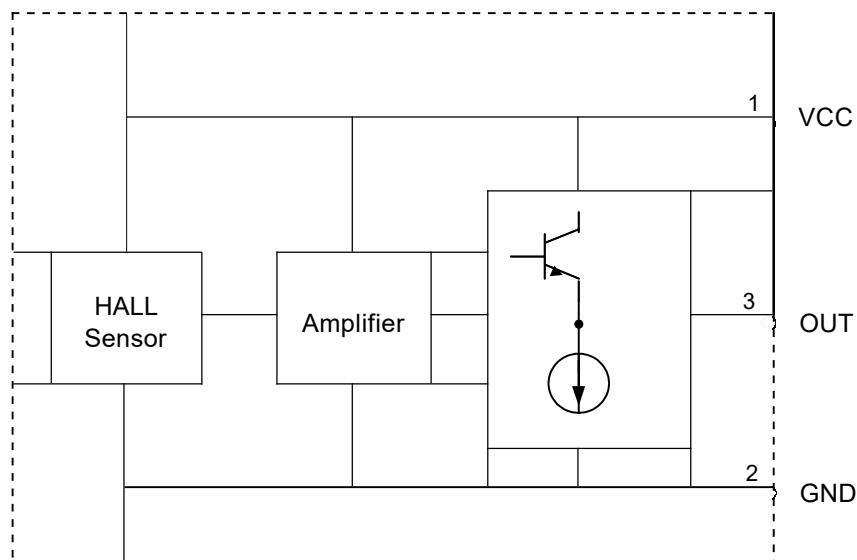 1
VCC
HALL
Sensor
Amplifier
3
OUT
2
GND